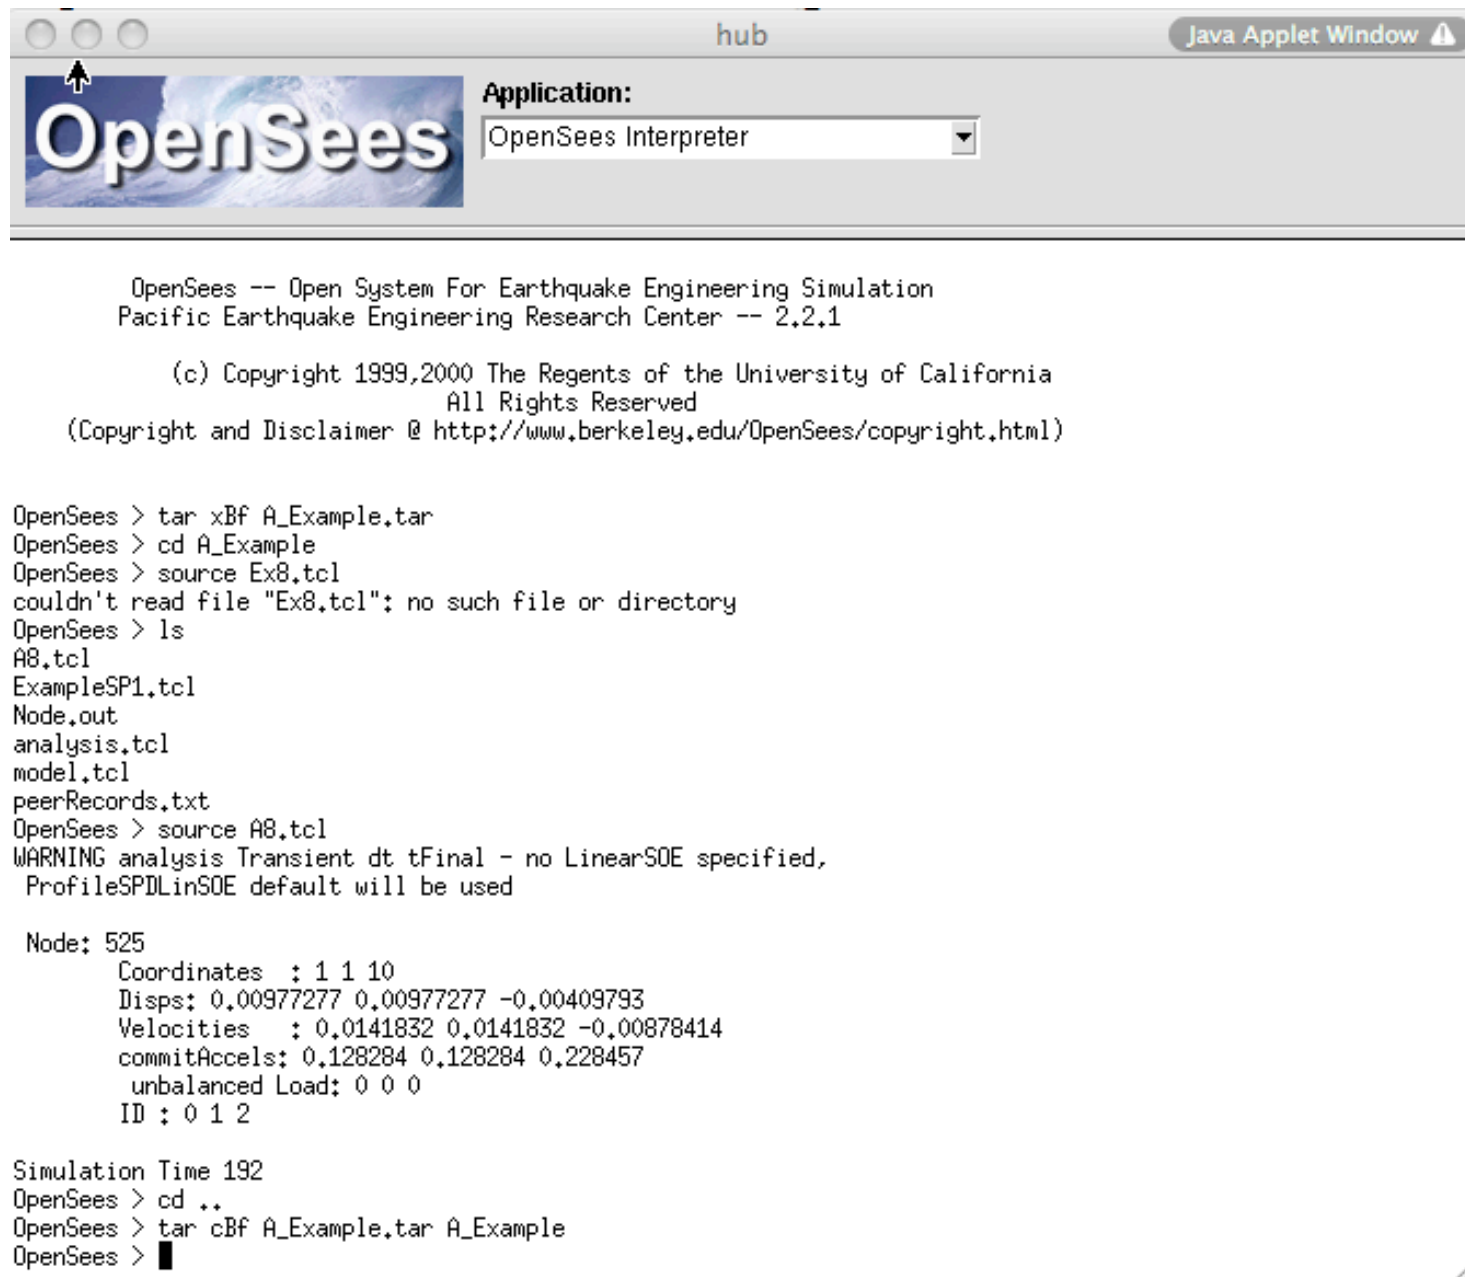 hub
Java Applet Window
OpenSees
Application:
OpenSees Interpreter
OpenSees -- Open System For Earthquake Engineering Simulation
Pacific Earthquake Engineering Research Center -- 2.2.1
(c) Copyright 1999,2000 The Regents of the University of California
All Rights Reserved
(Copyright and Disclaimer @ http://www.berkeley.edu/OpenSees/copyright.html)
OpenSees > tar xBf A_Example.tar
OpenSees > cd A_Example
OpenSees > source Ex8.tcl
couldn't read file "Ex8.tcl": no such file or directory
OpenSees > ls
A8.tcl
ExampleSP1.tcl
Node.out
analysis.tcl
model.tcl
peerRecords.txt
OpenSees > source A8.tcl
WARNING analysis Transient dt tFinal - no LinearSOE specified,
ProfileSPDLinSOE default will be used
Node: 525
Coordinates  : 1 1 10
Disps: 0.00977277 0.00977277 -0.00409793
Velocities   : 0.0141832 0.0141832 -0.00878414
commitAccels: 0.128284 0.128284 0.228457
unbalanced Load: 0 0 0
ID : 0 1 2
Simulation Time 192
OpenSees > cd ..
OpenSees > tar cBf A_Example.tar A_Example
OpenSees >